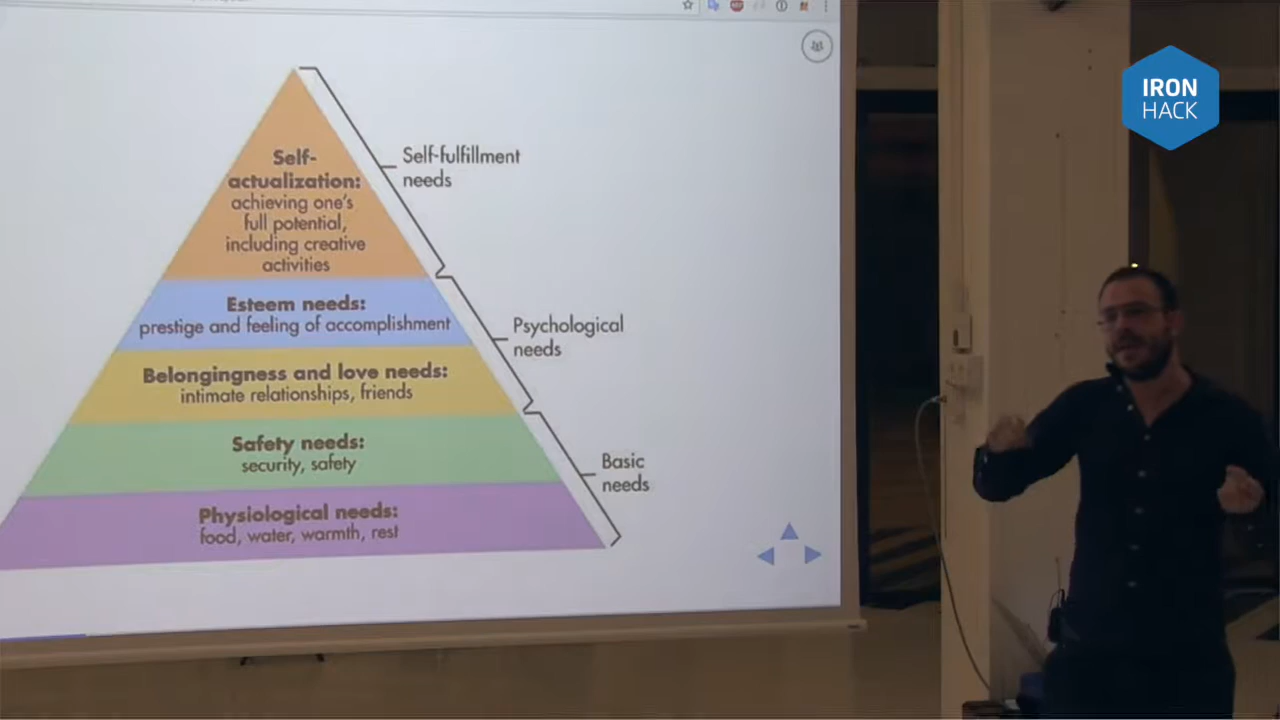 IRON
HACK
Self-
actualization:
achieving one's
full potential,
including creative
activities
Self-fulfillment
needs
Esteem needs:
prestige and feeling of accomplishment
Psychological
needs
Belongingness and love needs:
intimate relationships, friends
Safety needs:
security, safety
Basic
needs
Physiological needs:
food, water, warmth, rest